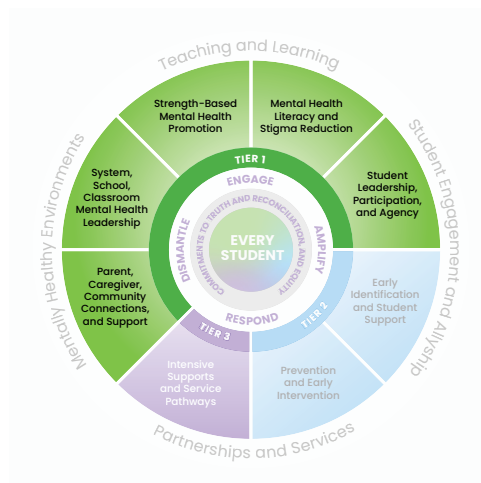 Teaching and Learning
Student Engagement and Allyship
Partnerships and Services
Mentally Healthy Environments
Strength-Based
Mental Health
Promotion
Mental Health
Literacy and
Stigma Reduction
Student
Leadership,
Participation,
and Agency
Early
Identification
and Student
Support
Prevention
and Early
Intervention
Intensive
Supports
and Service
Pathways
Parent,
Caregiver,
Community
Connections,
and Support
System,
School,
Classroom
Mental Health
Leadership
TIER 1
TIER 2
TIER 3
ENGAGE
AMPLIFY
RESPOND
DISMANTLE
COMMITMENTS TO TRUTH AND RECONCILIATION, AND EQUITY
EVERY
STUDENT